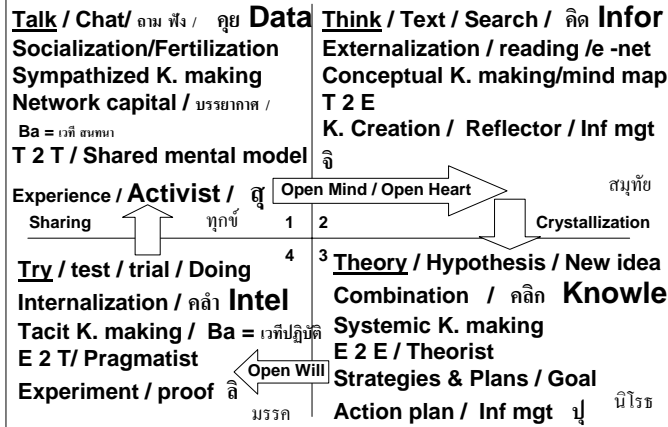 Talk / Chat/ ถาม ฟัง / คุย Data
Socialization/Fertilization
Sympathized K. making
Network capital / บรรยากาศ /
Ba = เวที สนทนา
T 2 T / Shared mental model
Experience / Activist / สุ
Sharing ทุกข์ 1
Think / Text / Search / คิด Infor
Externalization / reading /e -net
Conceptual K. making/mind map
T 2 E
K. Creation / Reflector / Inf mgt
จิ
Open Mind / Open Heart
สมุทัย
2 Crystallization
3 Theory / Hypothesis / New idea
Combination / คลิก Knowle
Systemic K. making
E 2 E / Theorist
Strategies & Plans / Goal
Action plan / Inf mgt ปุ นิโรธ
Open Will
4
Try / test / trial / Doing
Internalization / คลำ Intel
Tacit K. making / Ba = เวทีปฏิบัติ
E 2 T/ Pragmatist
Experiment / proof ลิ
มรรค